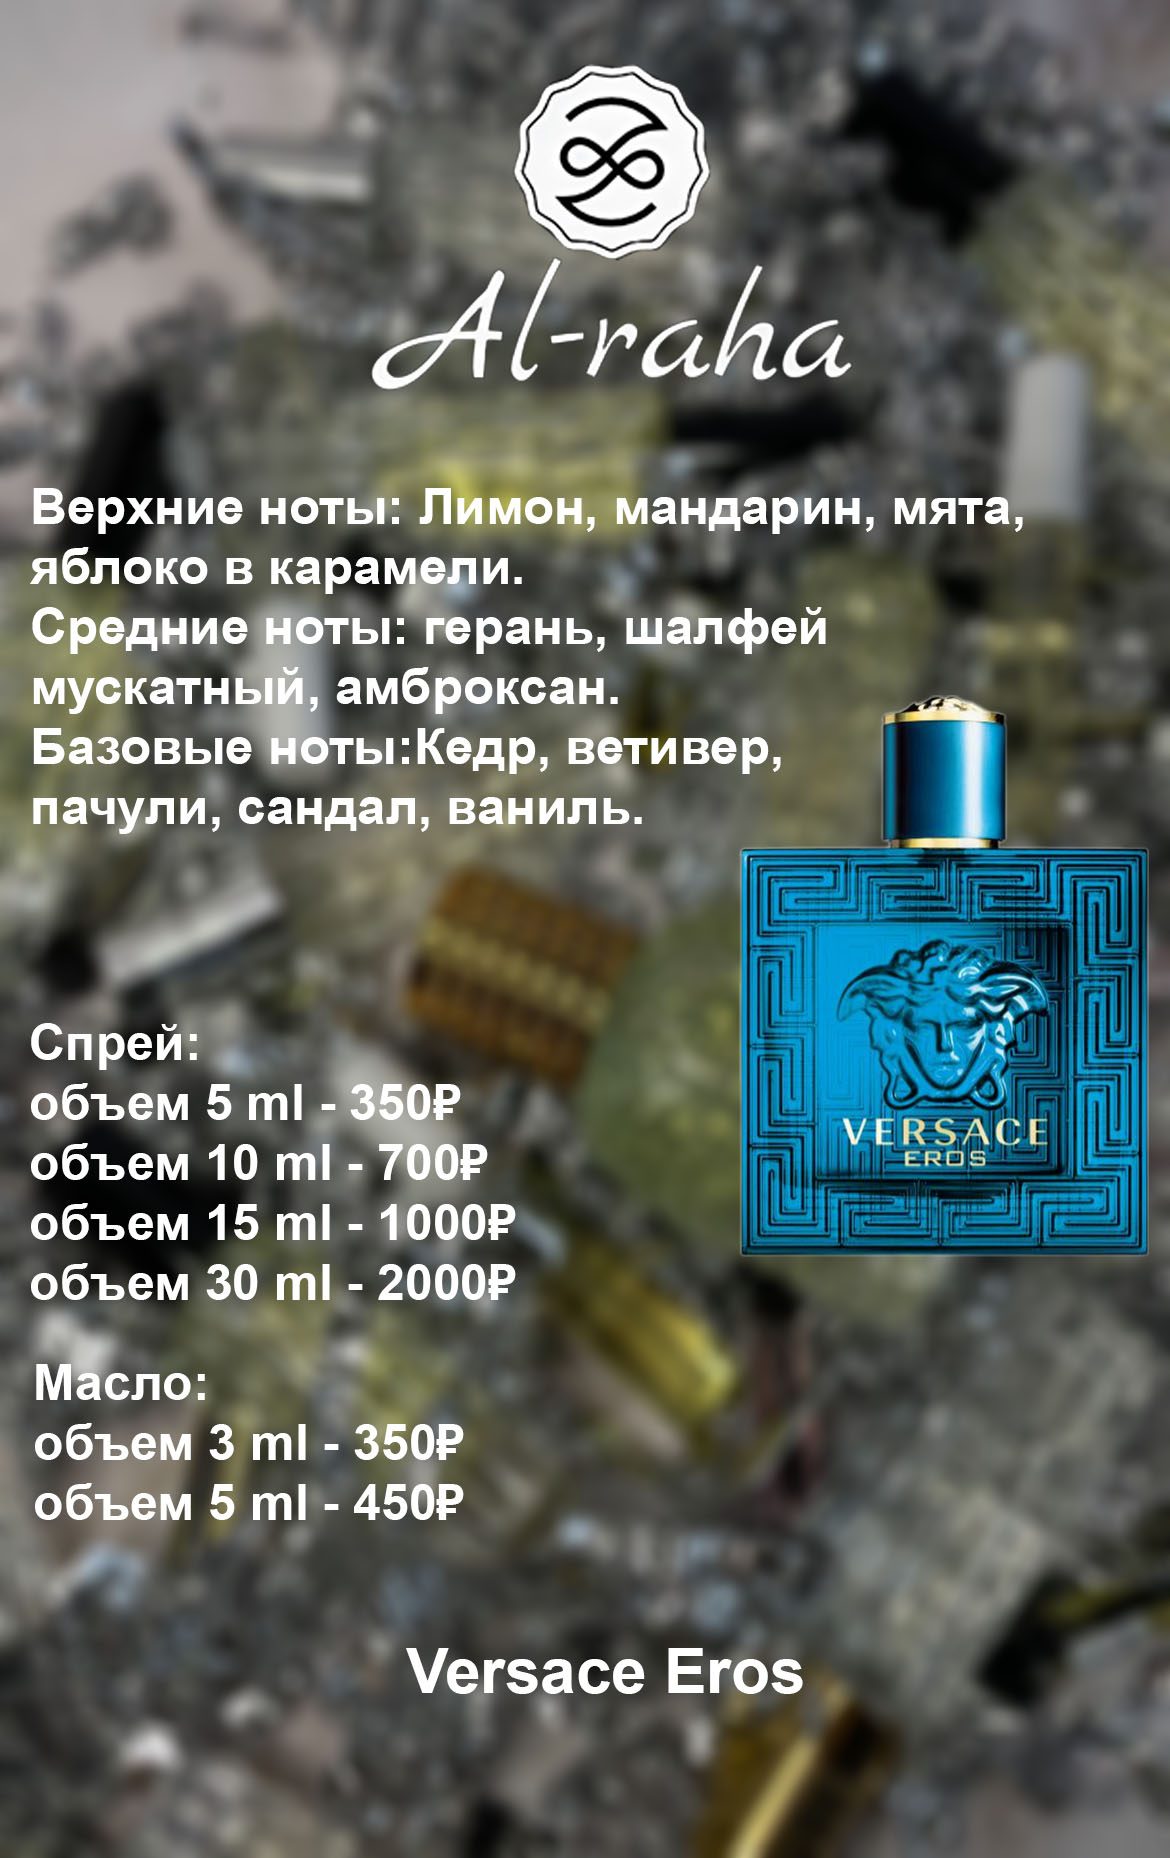 Al-raha
Верхние ноты: Лимон, мандарин, мята,
яблоко в карамели.
Средние ноты: герань, шалфей
мускатный, амброксан.
Базовые ноты:Кедр, ветивер,
пачули, сандал, ваниль.
VERSACE
EROS
Спрей:
объем 5 ml - 350₽
объем 10 ml - 700₽
объем 15 ml - 1000₽
объем 30 ml - 2000₽
Масло:
объем 3 ml - 350₽
объем 5 ml - 450₽
Versace Eros